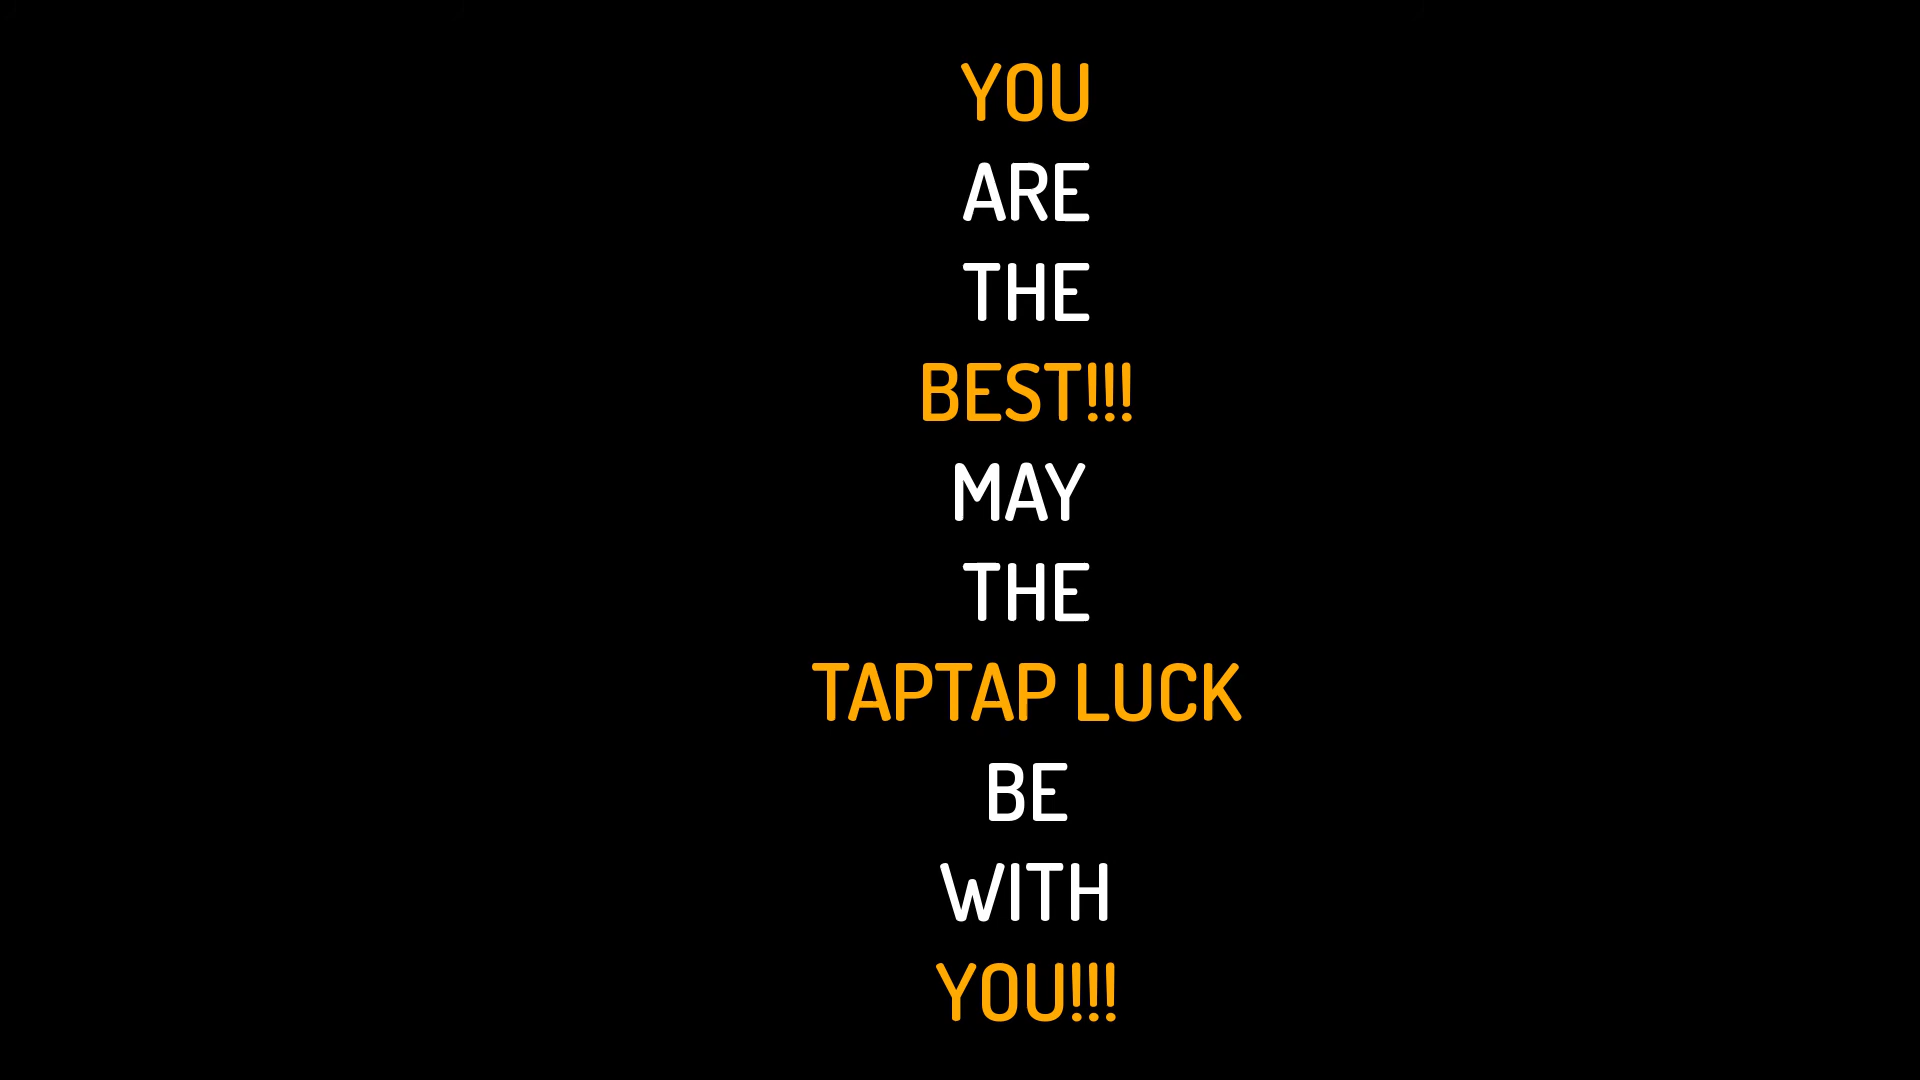 YOU
ARE
THE
BEST!!!
MAY
THE
TAPTAP LUCK
BE
WITH
YOU!!!